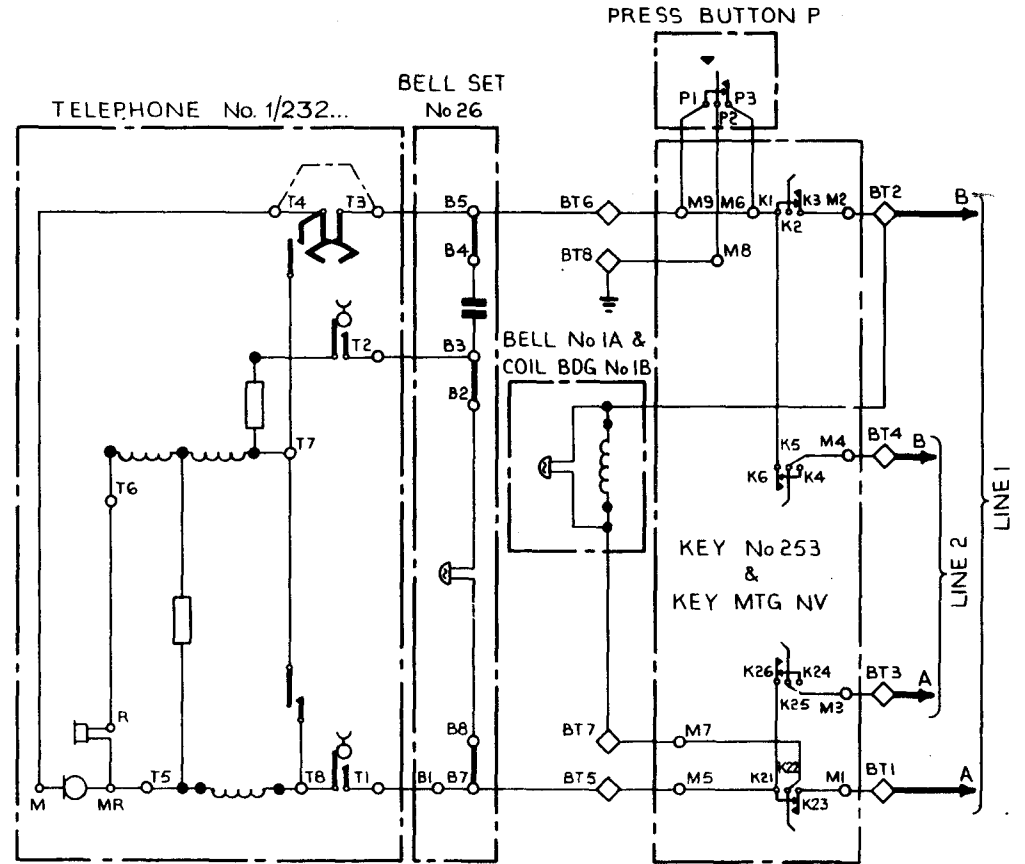 PRESS BUTTON P
BELL SET
No 26
TELEPHONE No. 1/232...
P1 P3
P2
T4 T3 B5 BT6 M9 M6 K1 K3 M2 BT2 B
K2
B4 BT8 M8
T2 B3
BELL No 1A &
COIL BDG No 1B
B2
T7 K5 M4 BT4 B
K6 K4
T6
KEY No 253
&
KEY MTG NV
LINE 2
LINE 1
K26 K24 BT3 A
K25 M3
R B8 BT7 M7
K22
T5 T8 T1 B1 B7 BT5 M5 K21 M1 BT1 A
M MR K23